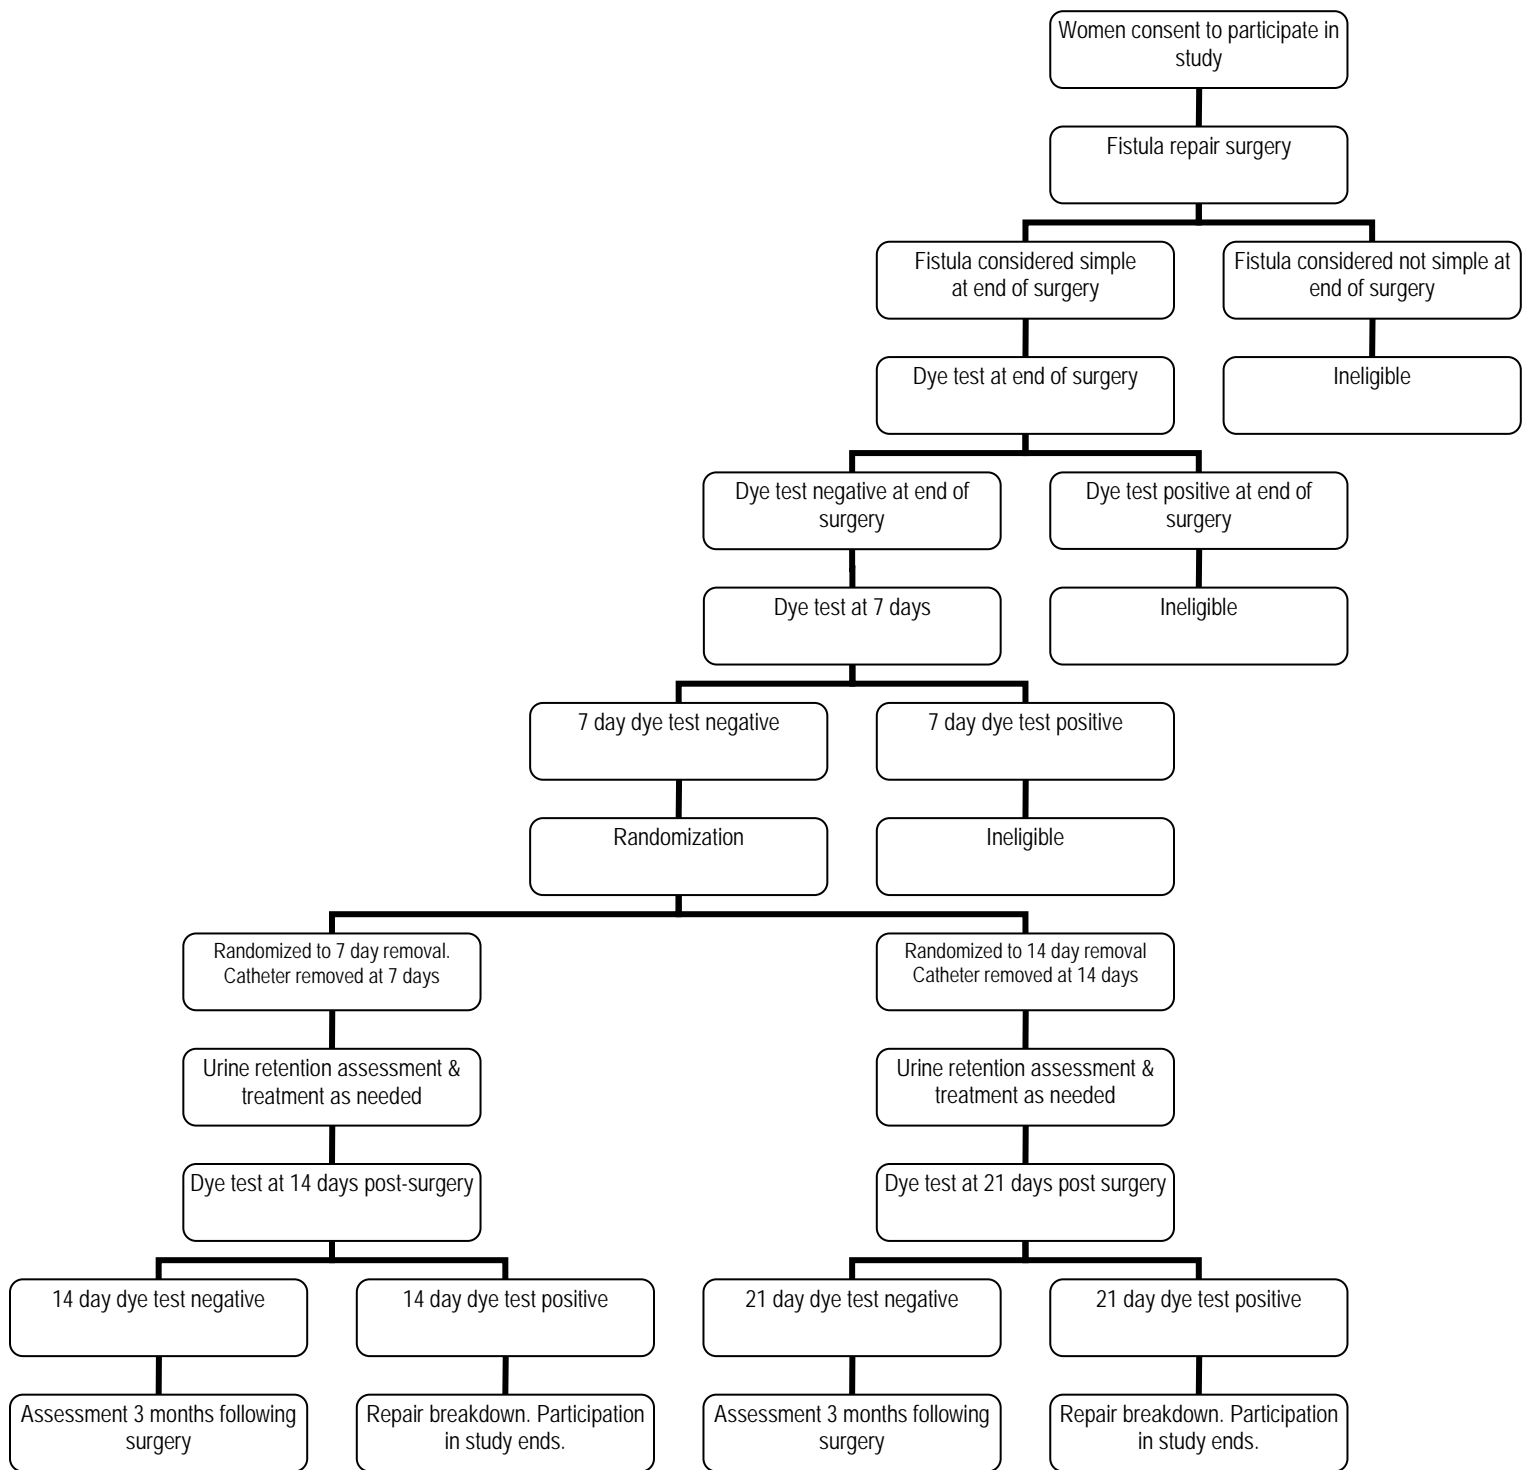 Women consent to participate in
study
Fistula repair surgery
Fistula considered simple
at end of surgery
Fistula considered not simple at
end of surgery
Dye test at end of surgery
Ineligible
Dye test negative at end of
surgery
Dye test positive at end of
surgery
Dye test at 7 days
Ineligible
7 day dye test negative
7 day dye test positive
Randomization
Ineligible
Randomized to 7 day removal.
Catheter removed at 7 days
Randomized to 14 day removal
Catheter removed at 14 days
Urine retention assessment &
treatment as needed
Urine retention assessment &
treatment as needed
Dye test at 14 days post-surgery
Dye test at 21 days post surgery
14 day dye test negative
14 day dye test positive
21 day dye test negative
21 day dye test positive
Assessment 3 months following
surgery
Repair breakdown. Participation
in study ends.
Assessment 3 months following
surgery
Repair breakdown. Participation
in study ends.